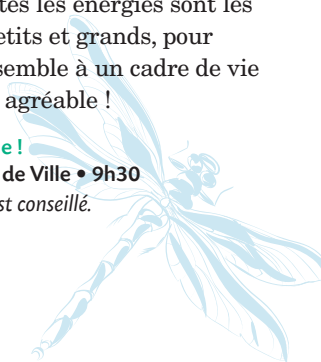 tes les énergies sont les
etits et grands, pour
semble à un cadre de vie
agréable !
e !
de Ville • 9h30
st conseillé.